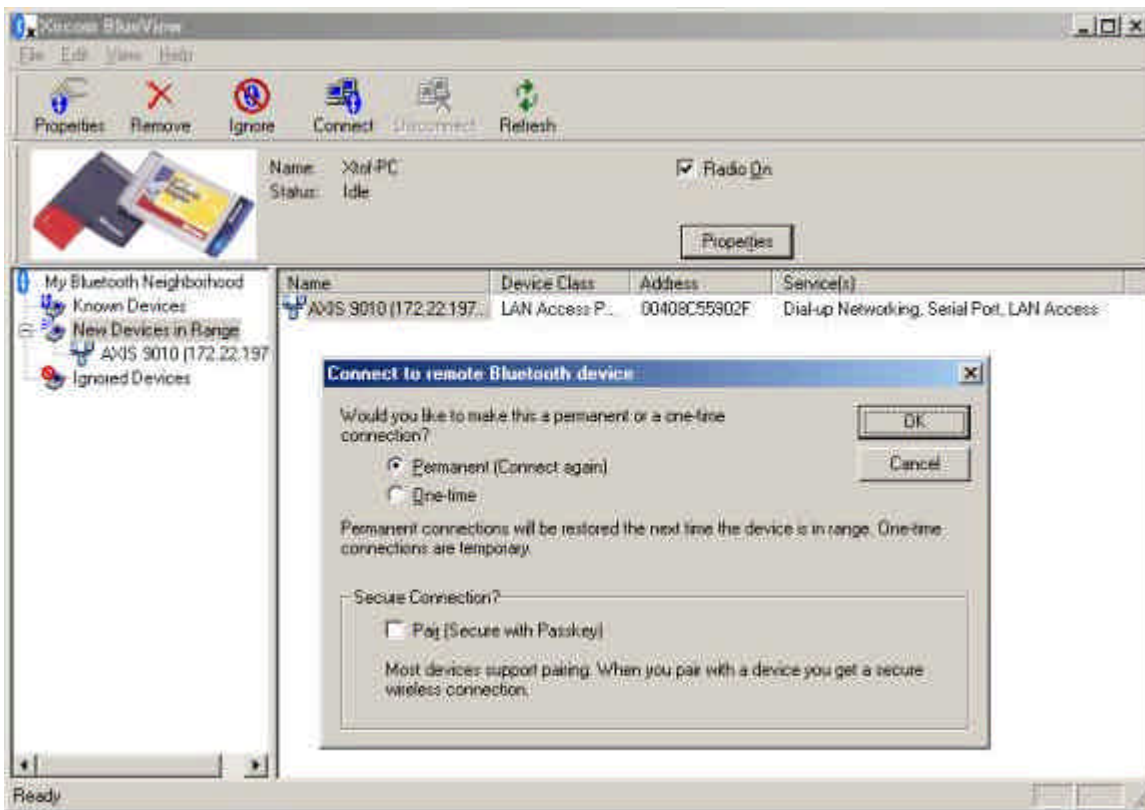 Xircom BlueView
File Edit View Help
Properties Remove Ignore Connect Disconnect Refresh
Name: Xtof-PC
Status: Idle
Radio On
Properties
My Bluetooth Neighborhood
Known Devices
New Devices in Range
AXIS 9010 (172.22.197
Ignored Devices
Name Device Class Address Service(s)
AXIS 9010 (172.22.197... LAN Access P... 00408C55902F Dial-up Networking, Serial Port, LAN Access
Connect to remote Bluetooth device
Would you like to make this a permanent or a one-time
connection?
OK
Cancel
Permanent (Connect again)
One-time
Permanent connections will be restored the next time the device is in range. One-time
connections are temporary.
Secure Connection?
Pair (Secure with Passkey)
Most devices support pairing. When you pair with a device you get a secure
wireless connection.
Ready